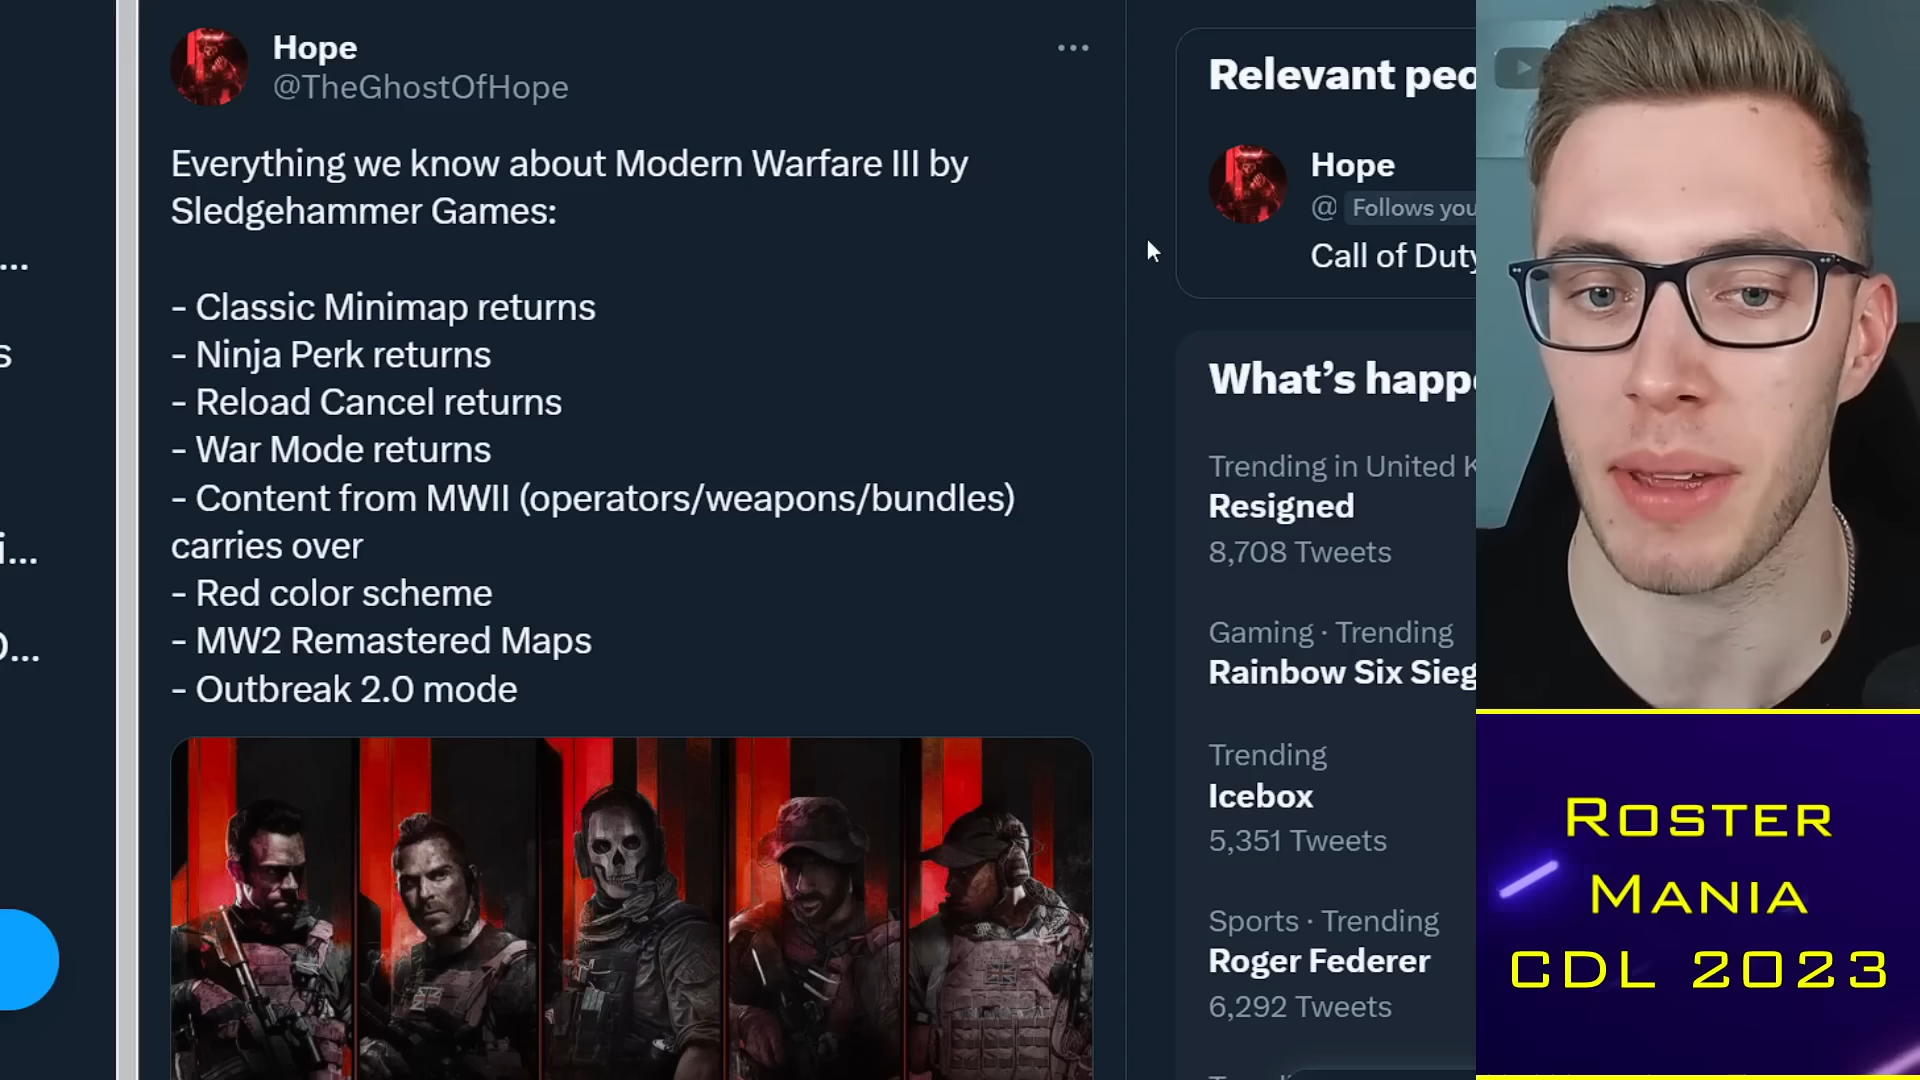 Hope
@TheGhostOfHope
Everything we know about Modern Warfare III by
Sledgehammer Games:
- Classic Minimap returns
- Ninja Perk returns
- Reload Cancel returns
- War Mode returns
- Content from MWII (operators/weapons/bundles)
carries over
- Red color scheme
- MW2 Remastered Maps
- Outbreak 2.0 mode
Relevant peo
Hope
@ Follows you
Call of Duty
What's happe
Trending in United K
Resigned
8,708 Tweets
Gaming · Trending
Rainbow Six Sieg
Trending
Icebox
5,351 Tweets
Sports · Trending
Roger Federer
6,292 Tweets
ROSTER
MANIA
CDL 2023